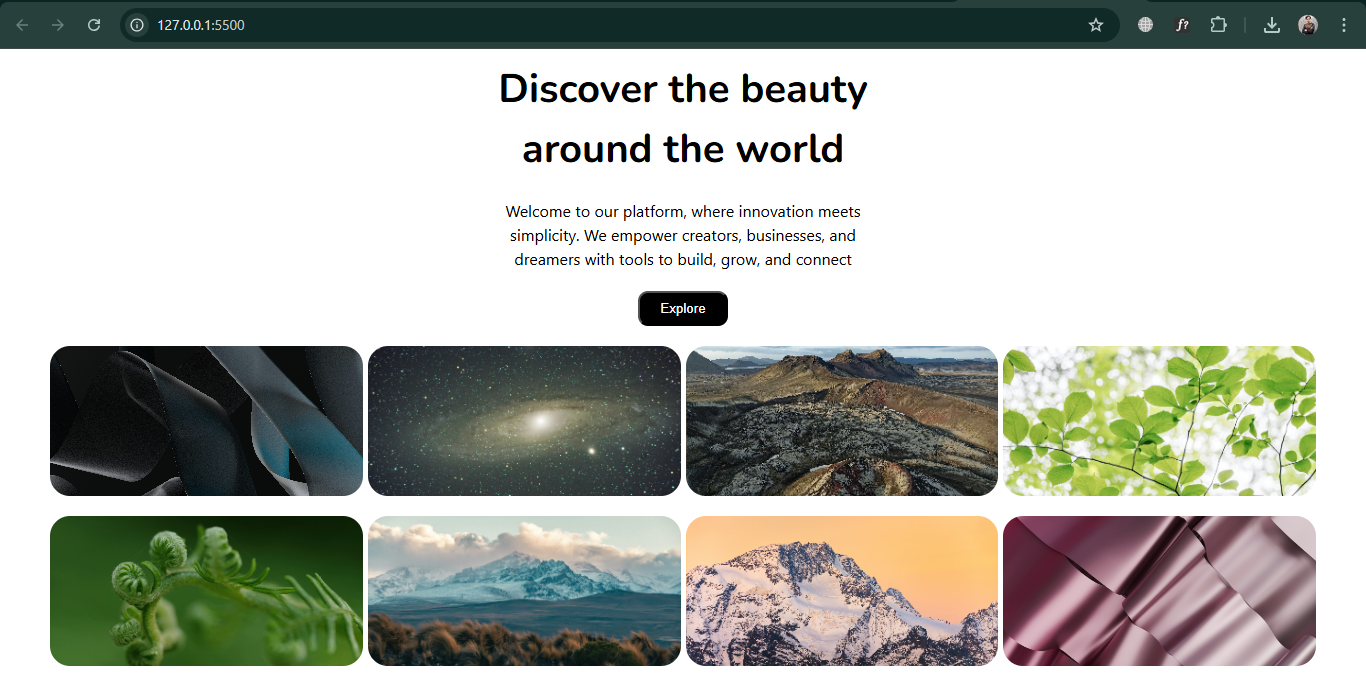 127.0.0.1:5500
f?
Discover the beauty
around the world
Welcome to our platform, where innovation meets
simplicity. We empower creators, businesses, and
dreamers with tools to build, grow, and connect
Explore